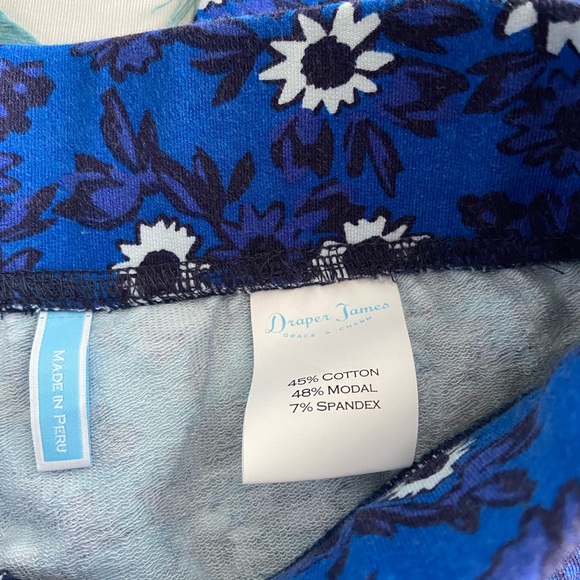 MADE IN PERU
Draper James
GRACE & CHARM
45% COTTON
48% MODAL
7% SPANDEX